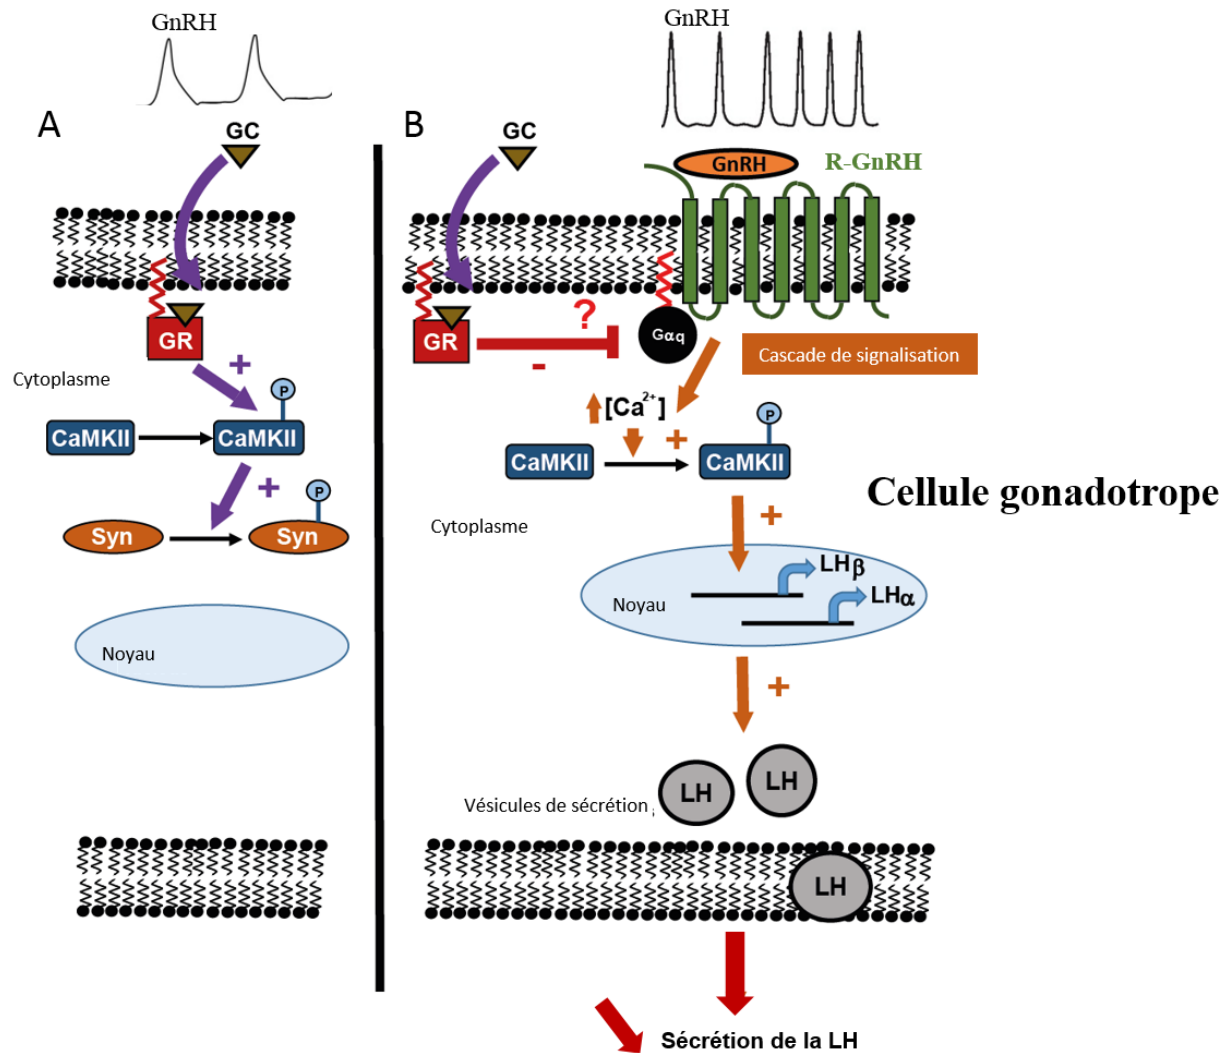 GnRH
GnRH
A
B
GC
GC
GnRH
R-GnRH
GR
+
Cytoplasme
P
CaMKII
CaMKII
+
P
Syn
Syn
Noyau
GR
?
-
Gαq
Cascade de signalisation
[Ca2+]
+
P
CaMKII
CaMKII
Cellule gonadotrope
Cytoplasme
+
LHβ
LHα
Noyau
+
LH
LH
Vésicules de sécrétion
LH
Sécrétion de la LH